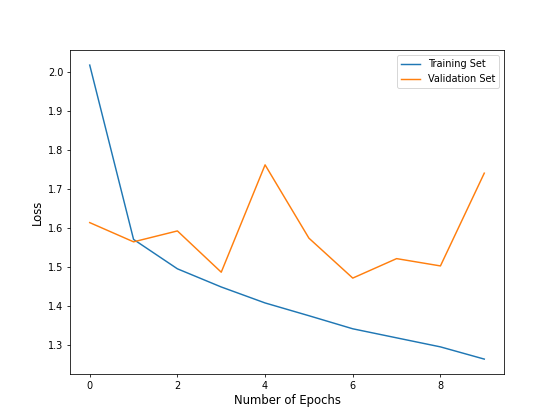 Training Set
Validation Set
2.0
1.9
1.8
1.7
1.6
1.5
1.4
1.3
Loss
0 2 4 6 8
Number of Epochs